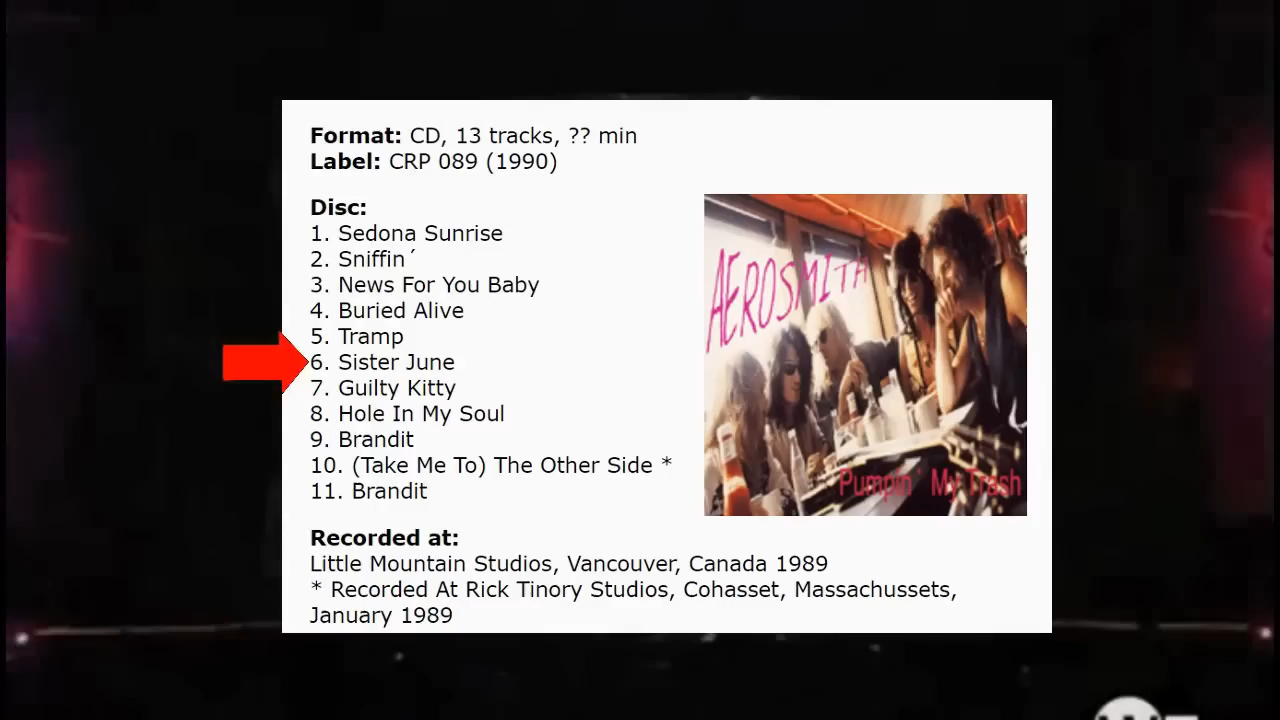 Format: CD, 13 tracks, ?? min
Label: CRP 089 (1990)
Disc:
1. Sedona Sunrise
2. Sniffin´
3. News For You Baby
4. Buried Alive
5. Tramp
6. Sister June
7. Guilty Kitty
8. Hole In My Soul
9. Brandit
10. (Take Me To) The Other Side *
11. Brandit
AEROSMITH
Pumpin´ My Trash
Recorded at:
Little Mountain Studios, Vancouver, Canada 1989
* Recorded At Rick Tinory Studios, Cohasset, Massachussets,
January 1989